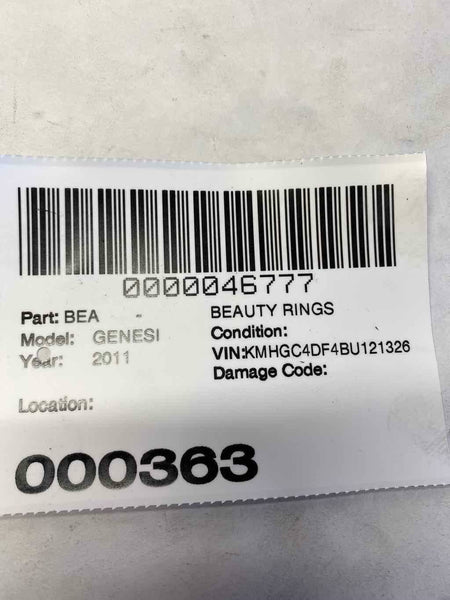 0000046777
Part: BEA - BEAUTY RINGS
Model: GENESI Condition:
Year: 2011 VIN:KMHGC4DF4BU121326
Damage Code:
Location:
000363